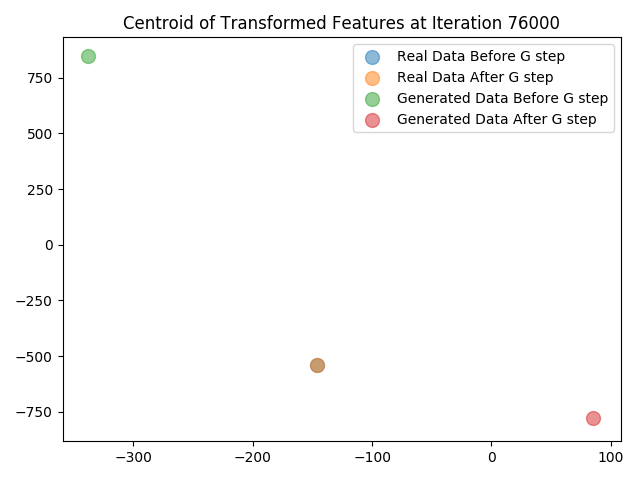 Centroid of Transformed Features at Iteration 76000
Real Data Before G step
Real Data After G step
Generated Data Before G step
Generated Data After G step
750
500
250
0
−250
−500
−750
−300
−200
−100
0
100